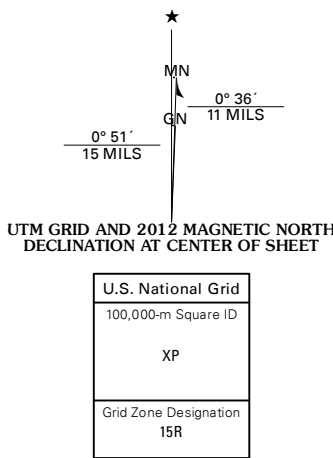 ★
MN
0° 36´
11 MILS
GN
0° 51´
15 MILS
UTM GRID AND 2012 MAGNETIC NORTH
DECLINATION AT CENTER OF SHEET
U.S. National Grid
100,000-m Square ID
XP
Grid Zone Designation
15R